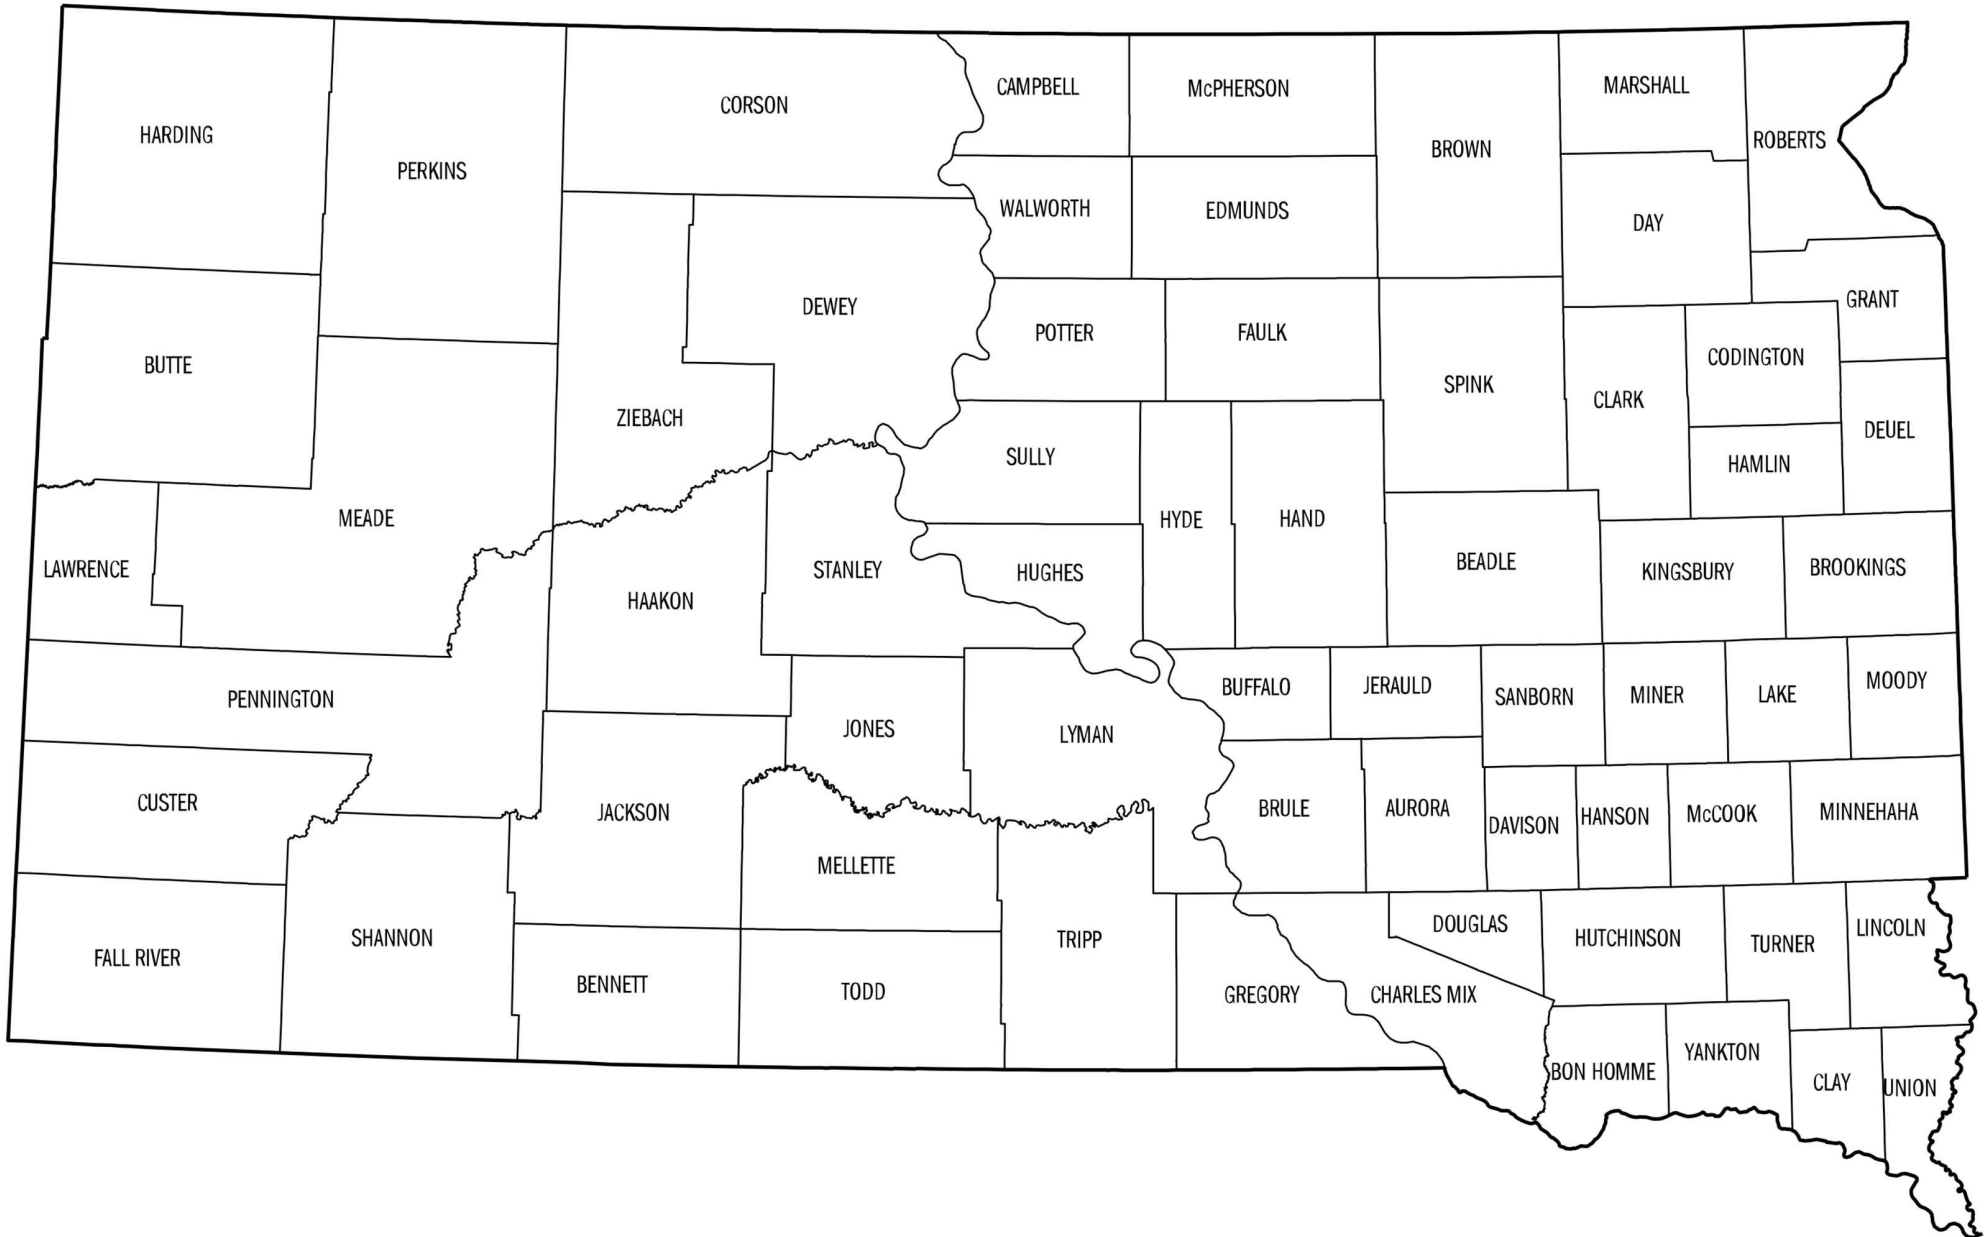 HARDING
PERKINS
CORSON
CAMPBELL
McPHERSON
BROWN
MARSHALL
ROBERTS
WALWORTH
EDMUNDS
DAY
DEWEY
POTTER
FAULK
GRANT
BUTTE
ZIEBACH
SPINK
CLARK
CODINGTON
DEUEL
HAMLIN
SULLY
MEADE
HYDE
HAND
LAWRENCE
HAAKON
STANLEY
HUGHES
BEADLE
KINGSBURY
BROOKINGS
PENNINGTON
JONES
LYMAN
BUFFALO
JERAULD
SANBORN
MINER
LAKE
MOODY
CUSTER
JACKSON
BRULE
AURORA
DAVISON
HANSON
McCOOK
MINNEHAHA
MELLETTE
FALL RIVER
SHANNON
BENNETT
TODD
TRIPP
GREGORY
CHARLES MIX
DOUGLAS
HUTCHINSON
TURNER
LINCOLN
BON HOMME
YANKTON
CLAY
UNION